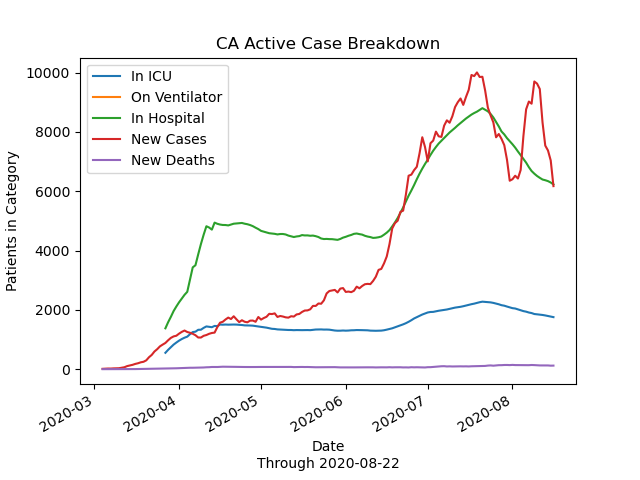 CA Active Case Breakdown
In ICU
On Ventilator
In Hospital
New Cases
New Deaths
Patients in Category
10000
8000
6000
4000
2000
0
2020-03
2020-04
2020-05
2020-06
2020-07
2020-08
Date
Through 2020-08-22